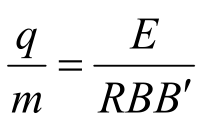 q/m = E/RBB′